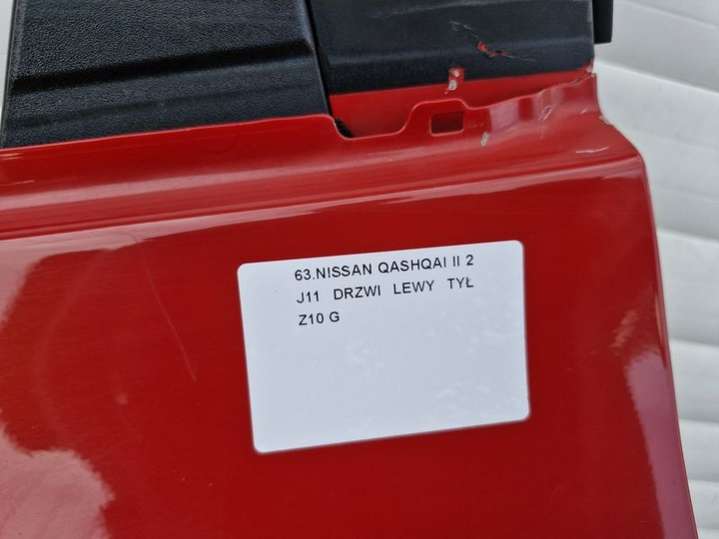 63.NISSAN QASHQAI II 2
J11 DRZWI LEWY TYŁ
Z10 G